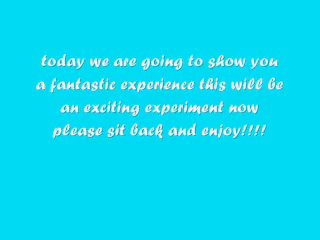 today we are going to show you
a fantastic experience this will be
an exciting experiment now
please sit back and enjoy!!!!